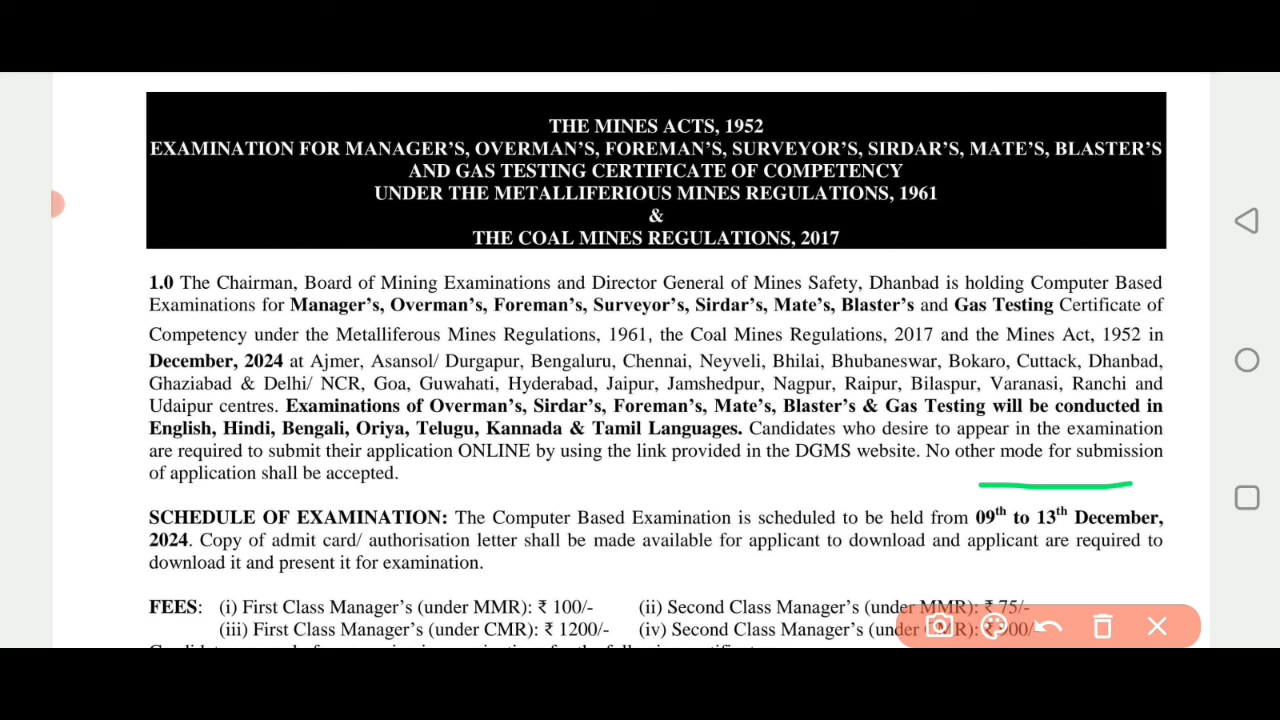 THE MINES ACTS, 1952
EXAMINATION FOR MANAGER'S, OVERMAN'S, FOREMAN'S, SURVEYOR'S, SIRDAR'S, MATE'S, BLASTER'S
AND GAS TESTING CERTIFICATE OF COMPETENCY
UNDER THE METALLIFERIOUS MINES REGULATIONS, 1961
&
THE COAL MINES REGULATIONS, 2017
1.0 The Chairman, Board of Mining Examinations and Director General of Mines Safety, Dhanbad is holding Computer Based
Examinations for Manager's, Overman's, Foreman's, Surveyor's, Sirdar's, Mate's, Blaster's and Gas Testing Certificate of
Competency under the Metalliferous Mines Regulations, 1961, the Coal Mines Regulations, 2017 and the Mines Act, 1952 in
December, 2024 at Ajmer, Asansol/ Durgapur, Bengaluru, Chennai, Neyveli, Bhilai, Bhubaneswar, Bokaro, Cuttack, Dhanbad,
Ghaziabad & Delhi/ NCR, Goa, Guwahati, Hyderabad, Jaipur, Jamshedpur, Nagpur, Raipur, Bilaspur, Varanasi, Ranchi and
Udaipur centres. Examinations of Overman's, Sirdar's, Foreman's, Mate's, Blaster's & Gas Testing will be conducted in
English, Hindi, Bengali, Oriya, Telugu, Kannada & Tamil Languages. Candidates who desire to appear in the examination
are required to submit their application ONLINE by using the link provided in the DGMS website. No other mode for submission
of application shall be accepted.
SCHEDULE OF EXAMINATION: The Computer Based Examination is scheduled to be held from 09th to 13th December,
2024. Copy of admit card/ authorisation letter shall be made available for applicant to download and applicant are required to
download it and present it for examination.
FEES: (i) First Class Manager's (under MMR): ₹ 100/- (ii) Second Class Manager's (under MMR): ₹ 75/-
(iii) First Class Manager's (under CMR): ₹ 1200/- (iv) Second Class Manager's (under